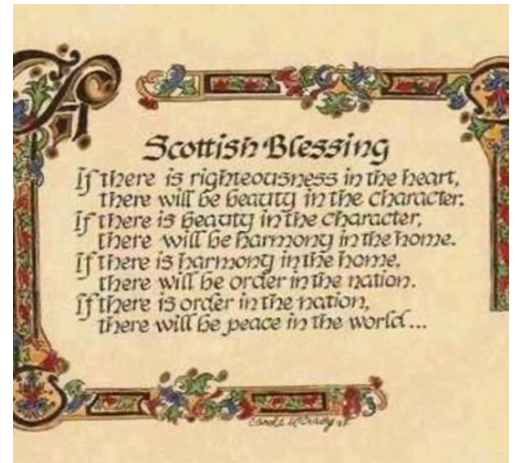 Scottish Blessing
If there is righteousness in the heart,
there will be beauty in the character.
If there is beauty in the character,
there will be harmony in the home.
If there is harmony in the home,
there will be order in the nation.
If there is order in the nation,
there will be peace in the world...